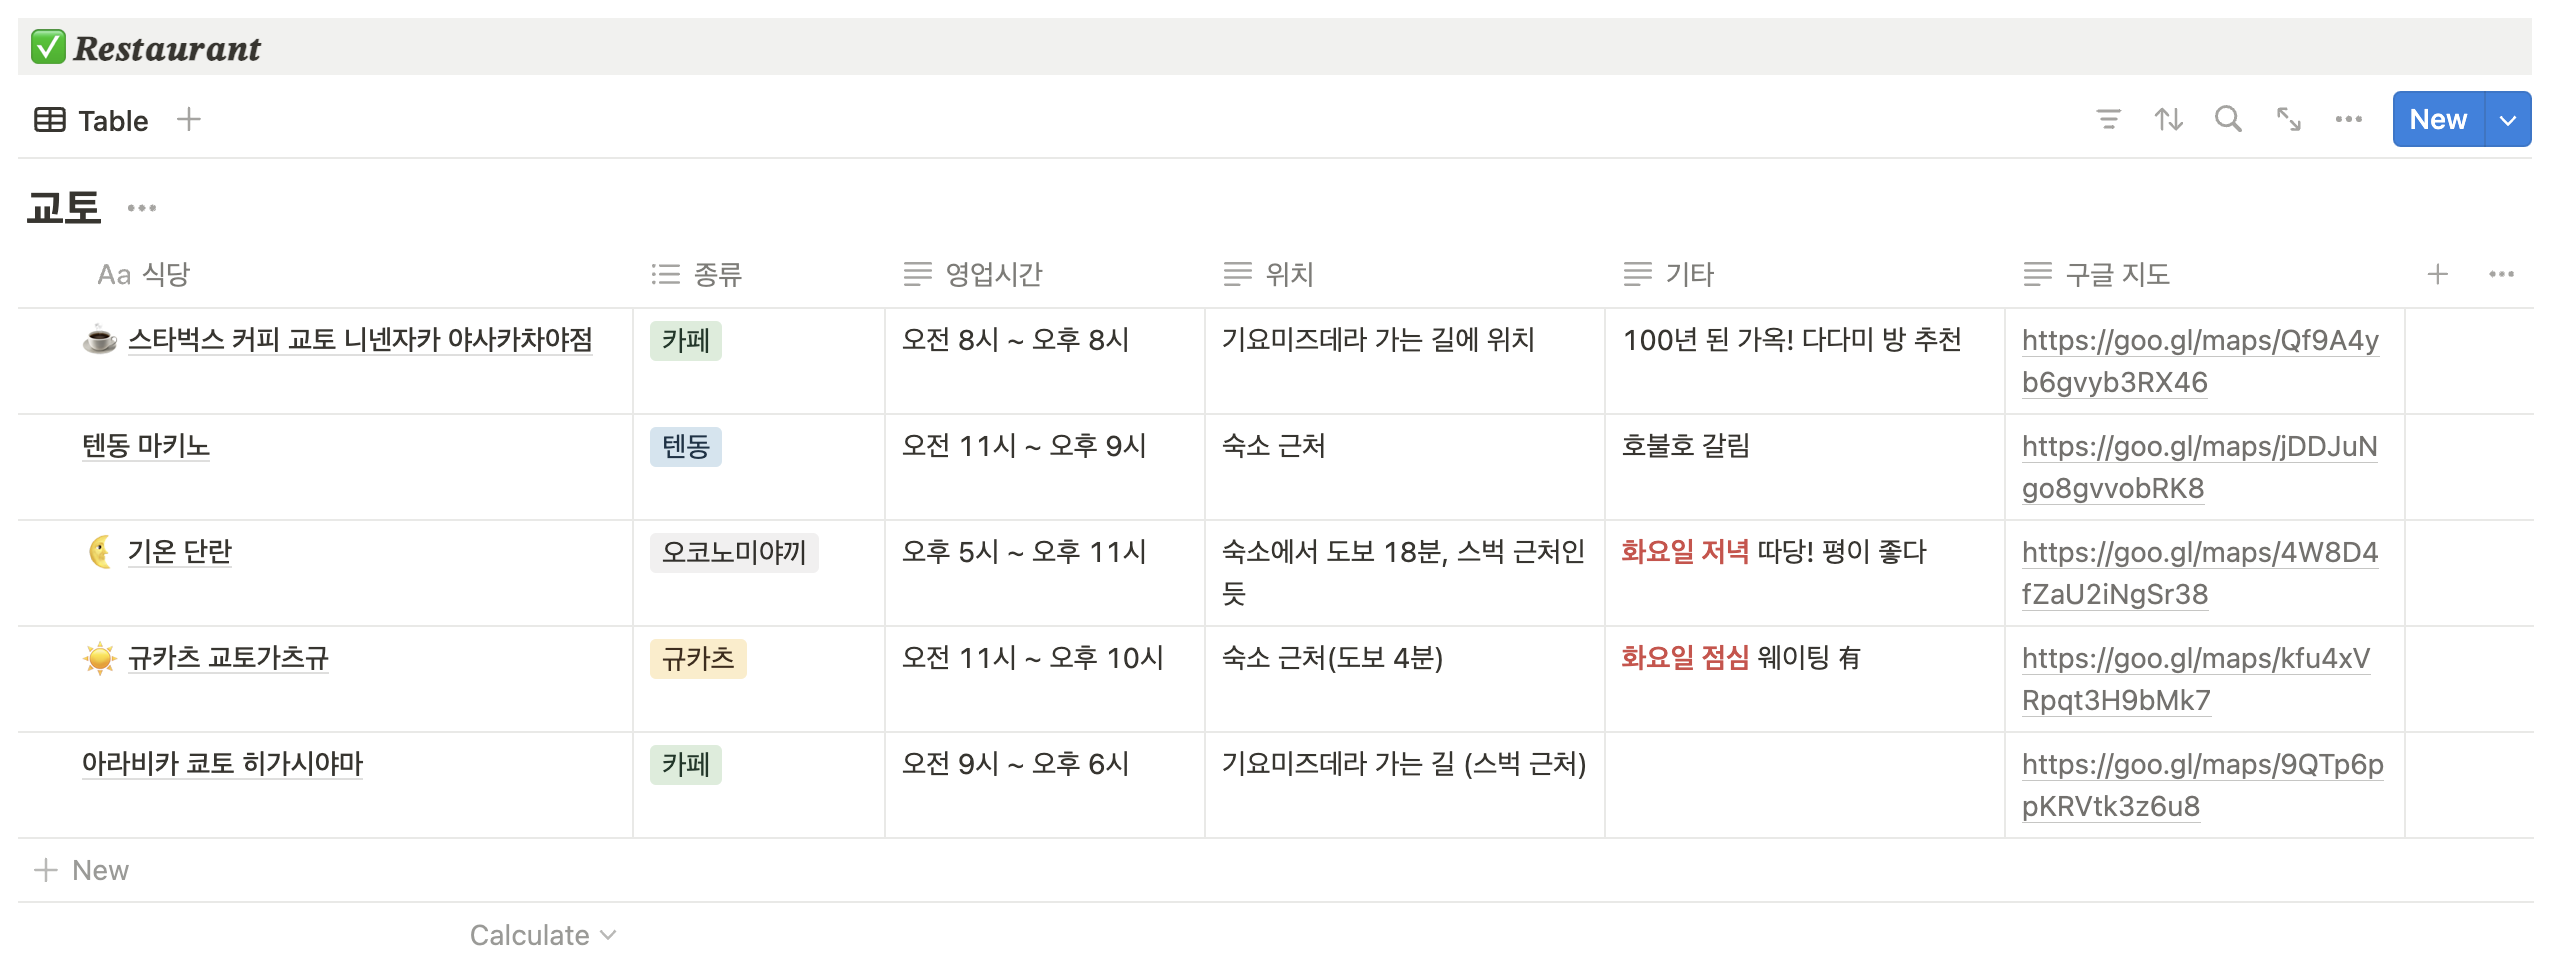 ✅ Restaurant
Table
New
교토
Aa 식당 종류 영업시간 위치 기타 구글 지도
☕ 스타벅스 커피 교토 니넨자카 야사카차야점 카페 오전 8시 ~ 오후 8시 기요미즈데라 가는 길에 위치 100년 된 가옥! 다다미 방 추천 https://goo.gl/maps/Qf9A4y
b6gvyb3RX46
텐동 마키노 텐동 오전 11시 ~ 오후 9시 숙소 근처 호불호 갈림 https://goo.gl/maps/jDDJuN
go8gvvobRK8
🌜 기온 단란 오코노미야끼 오후 5시 ~ 오후 11시 숙소에서 도보 18분, 스벅 근처인 화요일 저녁 따당! 평이 좋다 https://goo.gl/maps/4W8D4
듯 fZaU2iNgSr38
☀️ 규카츠 교토가츠규 규카츠 오전 11시 ~ 오후 10시 숙소 근처(도보 4분) 화요일 점심 웨이팅 有 https://goo.gl/maps/kfu4xV
Rpqt3H9bMk7
아라비카 쿄토 히가시야마 카페 오전 9시 ~ 오후 6시 기요미즈데라 가는 길 (스벅 근처) https://goo.gl/maps/9QTp6p
pKRVtk3z6u8
New
Calculate